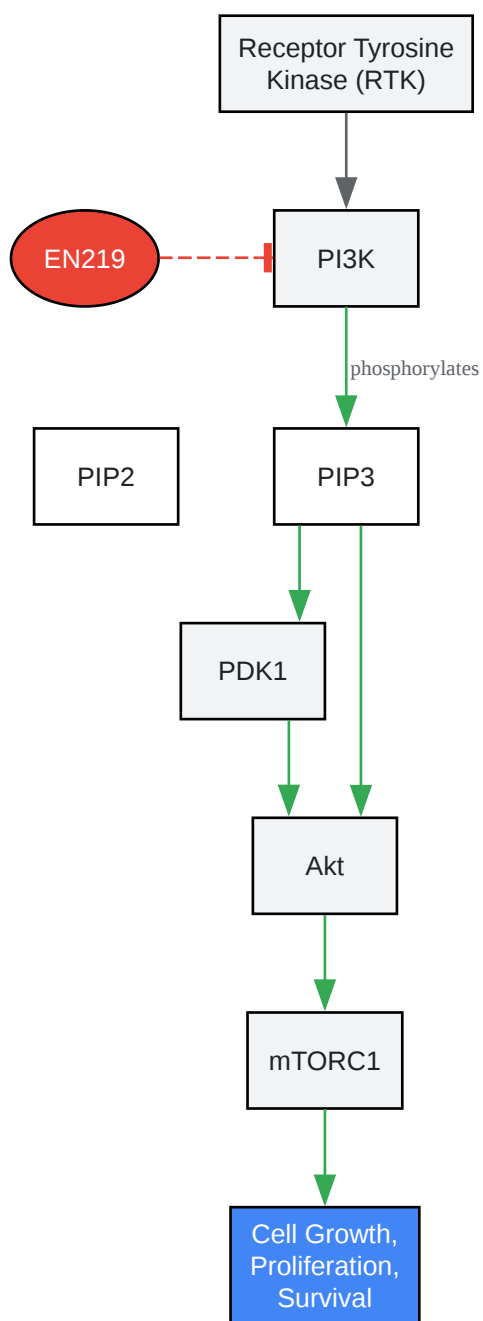 Receptor Tyrosine
Kinase (RTK)
EN219
PI3K
phosphorylates
PIP2
PIP3
PDK1
Akt
mTORC1
Cell Growth,
Proliferation,
Survival